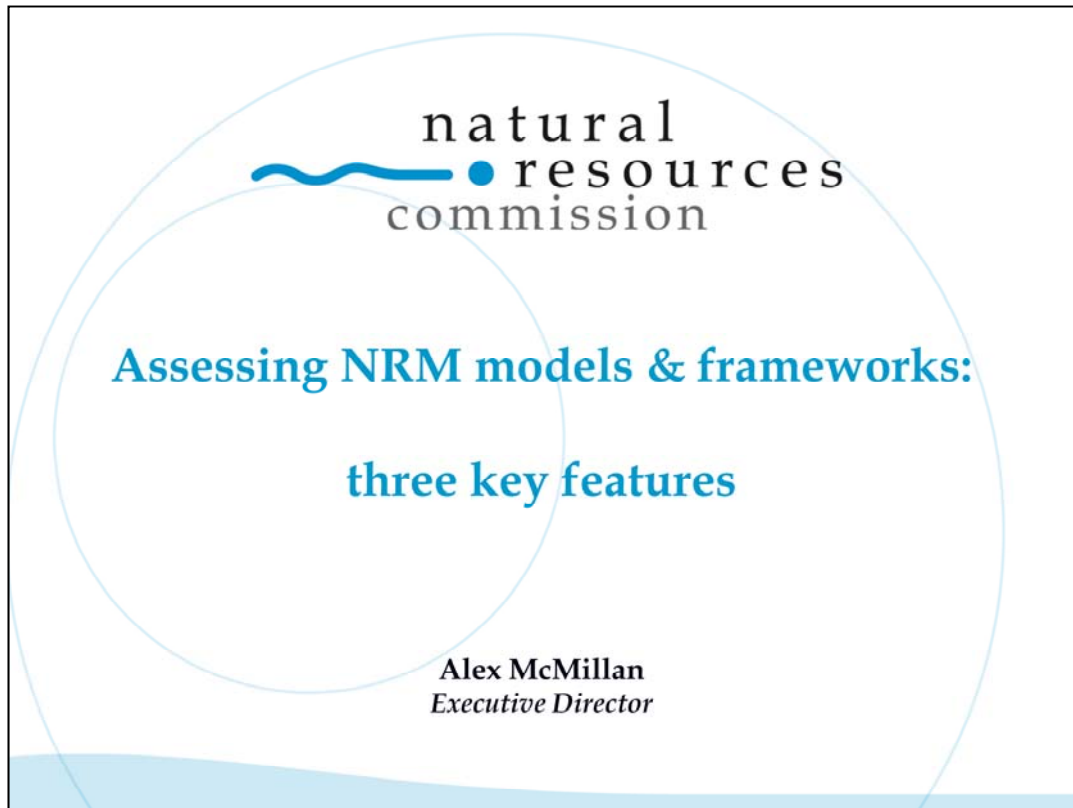 natural
resources
commission
Assessing NRM models & frameworks:
three key features
Alex McMillan
Executive Director